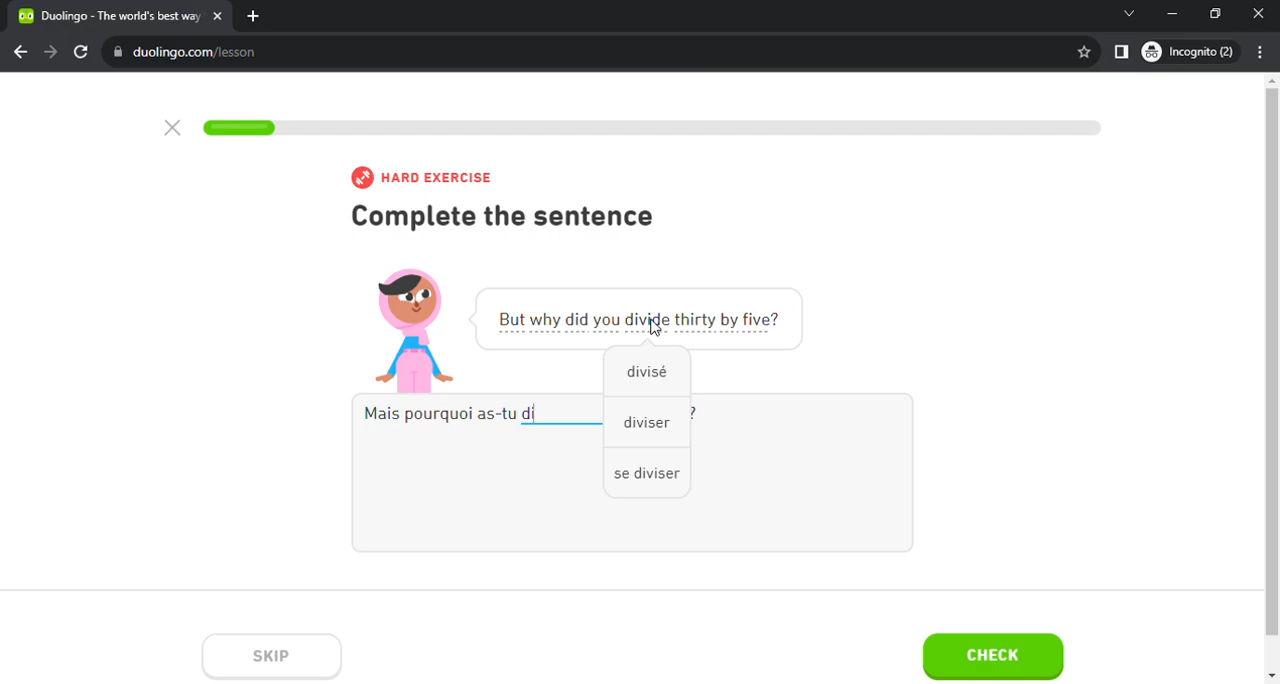 Duolingo - The world's best way
duolingo.com/lesson
Incognito (2)
HARD EXERCISE
Complete the sentence
But why did you divide thirty by five?
divisé
diviser
se diviser
Mais pourquoi as-tu di ?
SKIP
CHECK